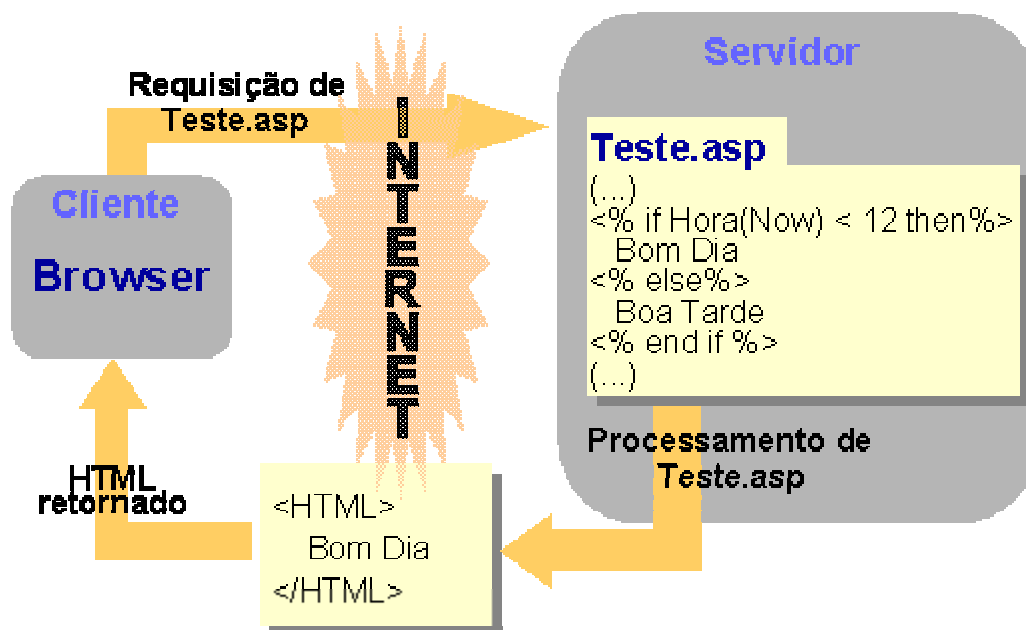 Requisição de
Teste.asp
INTERNET
Servidor
Teste.asp
(...)
<% if Hora(Now) < 12 then%>
Bom Dia
<% else%>
Boa Tarde
<% end if %>
(...)
Cliente
Browser
Processamento de
Teste.asp
HTML
retornado
<HTML>
Bom Dia
</HTML>